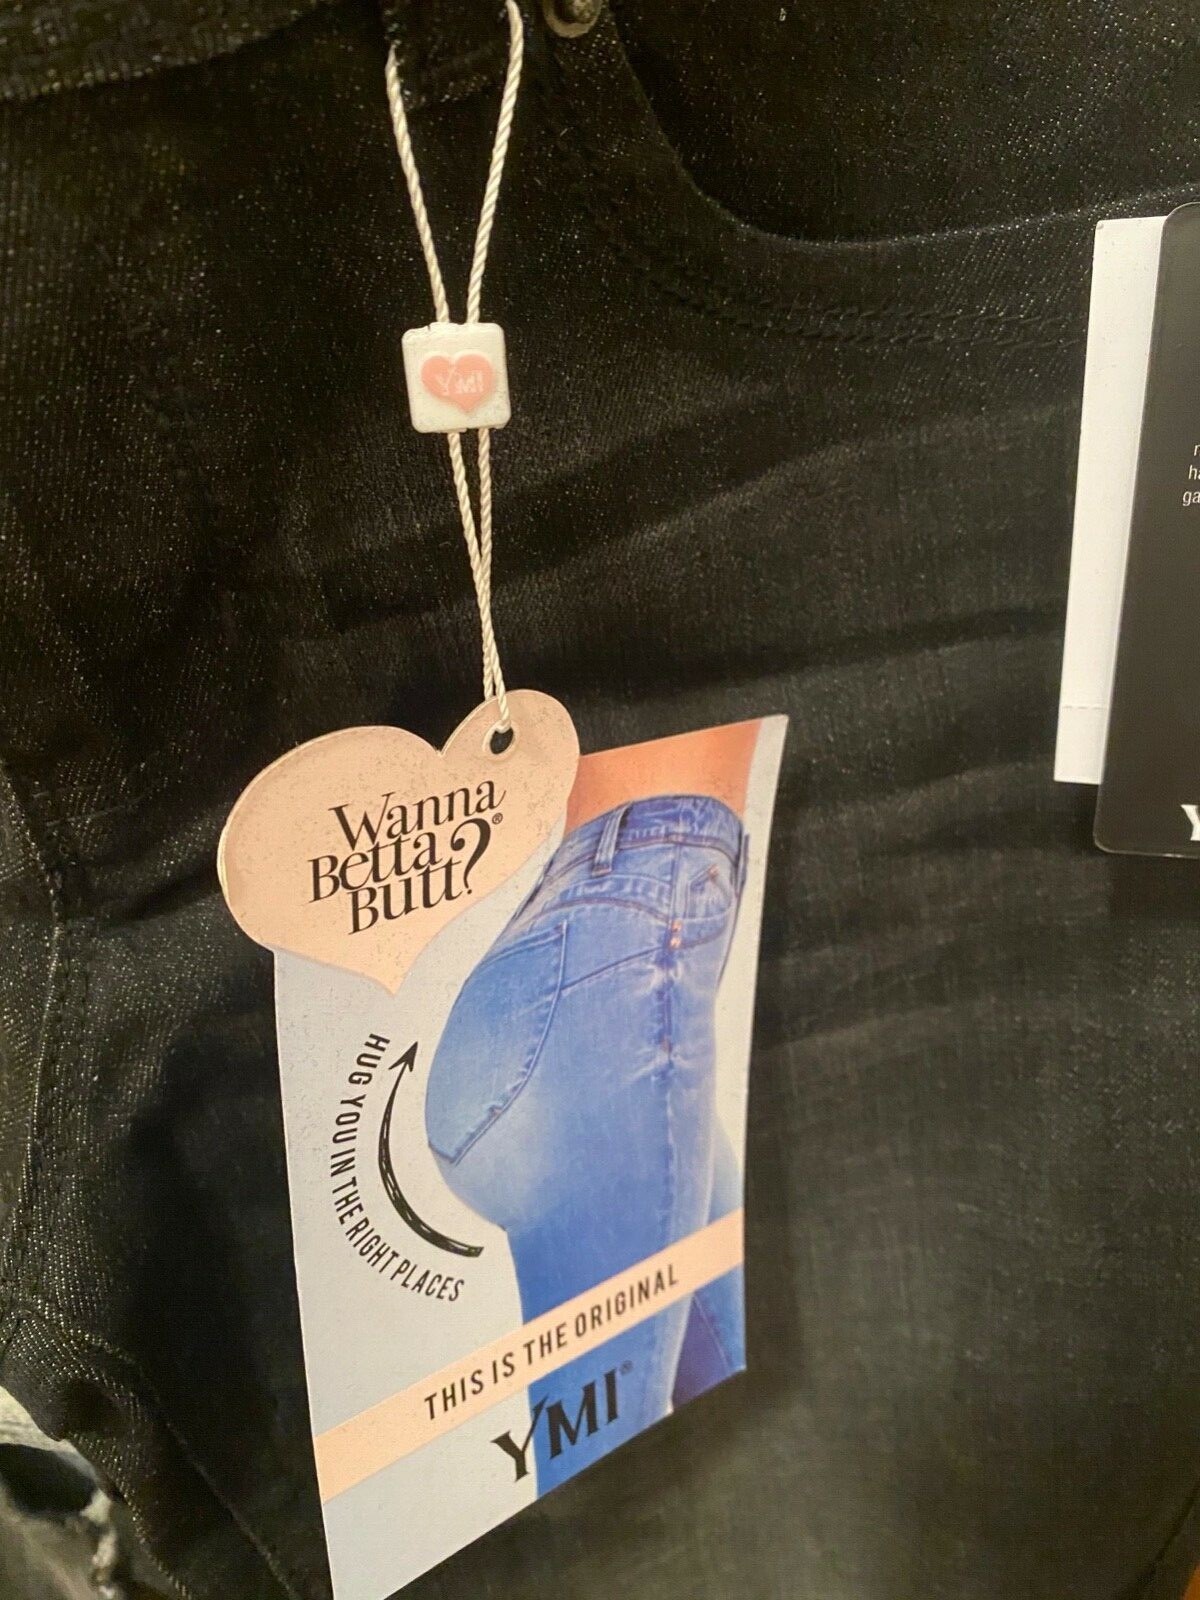 YMI
Wanna
Betta
Butt?®
HUG YOU IN THE RIGHT PLACES
THIS IS THE ORIGINAL
YMI®